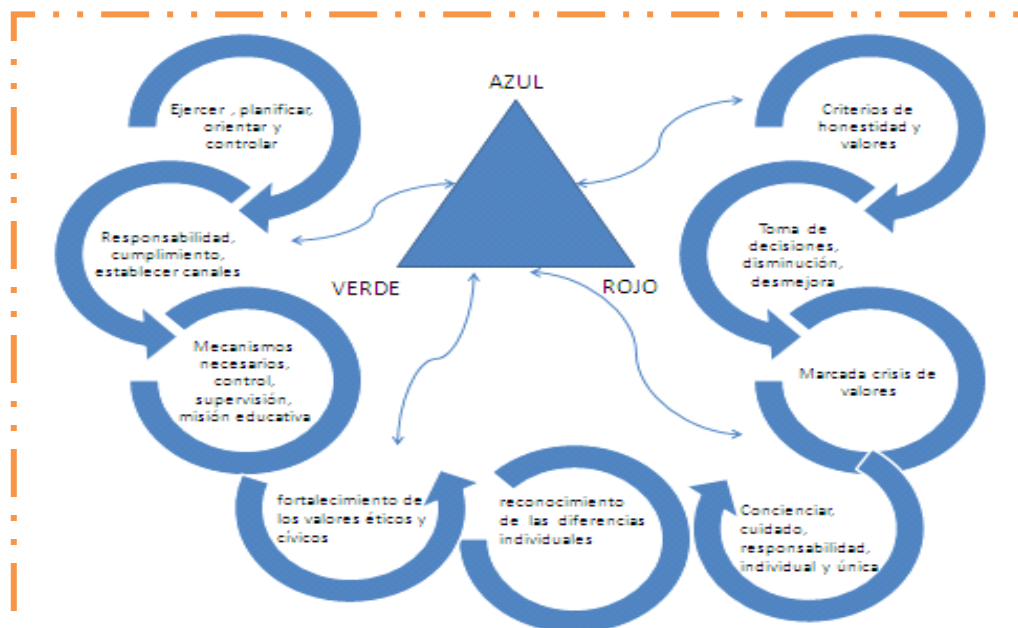 AZUL
Ejercer , planificar,
orientar y
controlar
Criterios de
honestidad y
valores
Responsabilidad,
cumplimiento,
establecer canales
Toma de
decisiones,
disminución,
desmejora
VERDE
ROJO
Mecanismos
necesarios,
control,
supervisión,
misión educativa
Marcada crisis de
valores
fortalecimiento de
los valores éticos y
cívicos
reconocimiento
de las diferencias
individuales
Concienciar,
cuidado,
responsabilidad,
individual y única